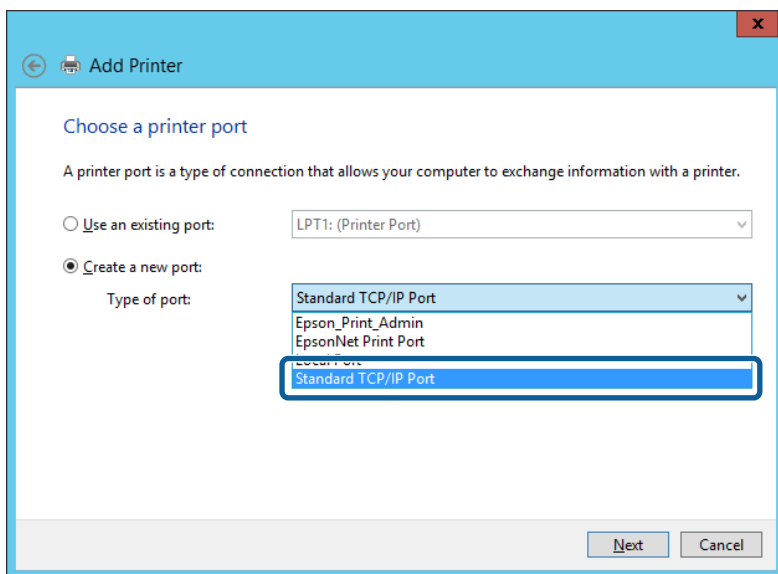 x
Add Printer
Choose a printer port
A printer port is a type of connection that allows your computer to exchange information with a printer.
Use an existing port: LPT1: (Printer Port)
Create a new port:
Type of port: Standard TCP/IP Port
Epson_Print_Admin
EpsonNet Print Port
Local Port
Standard TCP/IP Port
Next Cancel